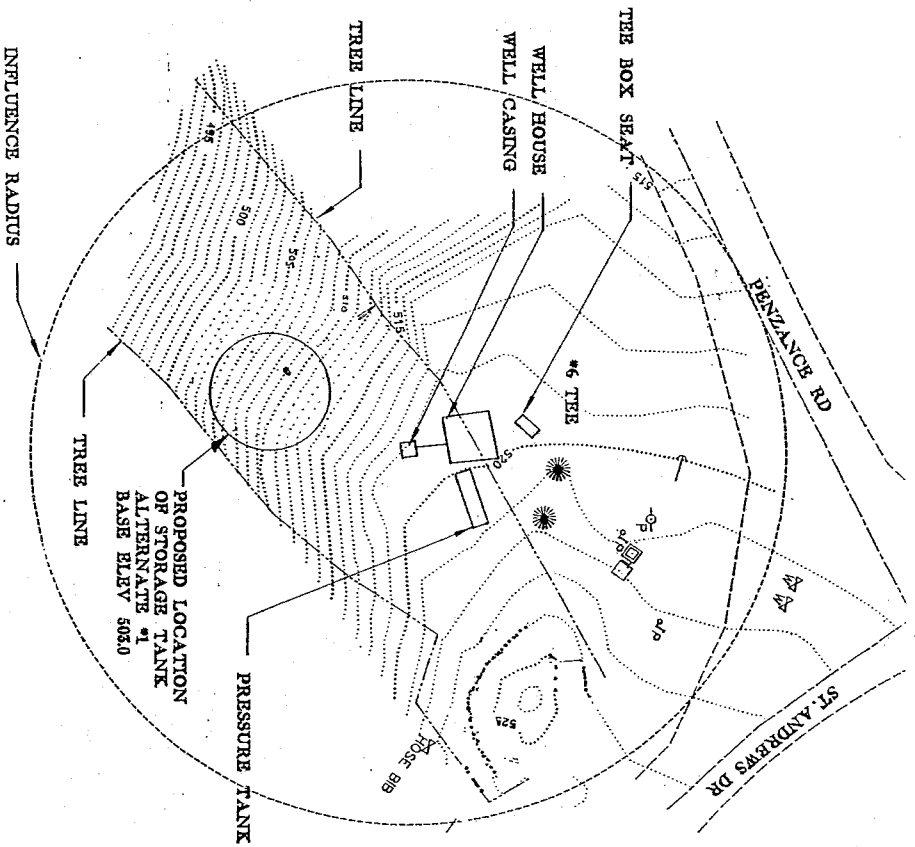 TEE BOX SEAT
WELL HOUSE
WELL CASING
TREE LINE
INFLUENCE RADIUS
PENZANCE RD
ST. ANDREWS DR
515
#6 TEE
520
515
510
505
500
495
525
HOSE BIB
PRESSURE TANK
PROPOSED LOCATION
OF STORAGE TANK
ALTERNATE #1
BASE ELEV 503.0
TREE LINE